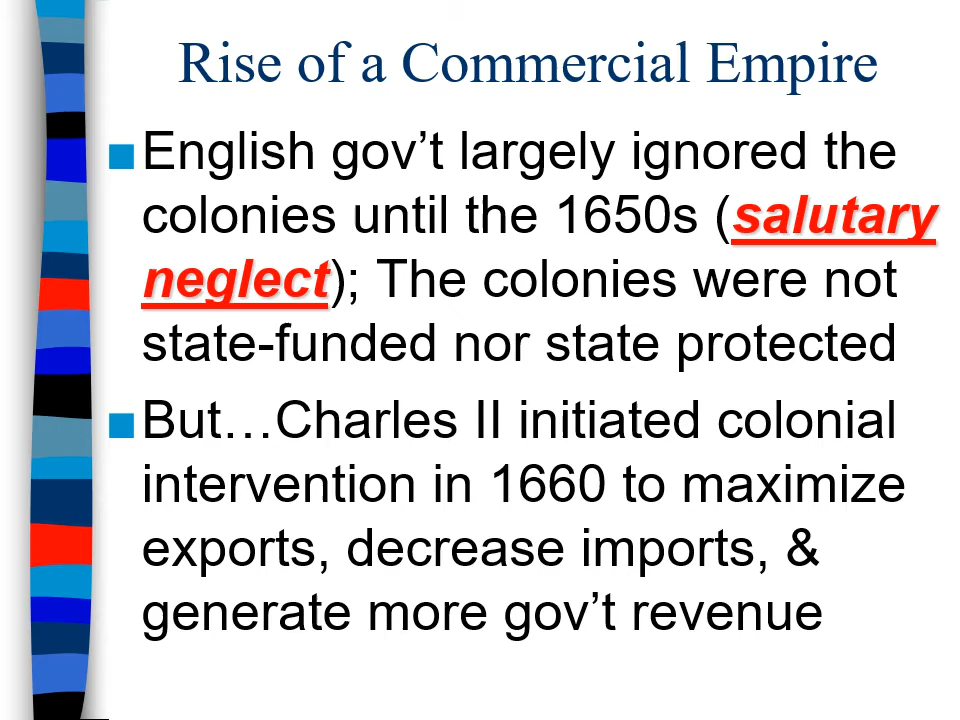 Rise of a Commercial Empire
■English gov’t largely ignored the
colonies until the 1650s (salutary
neglect); The colonies were not
state-funded nor state protected
■But…Charles II initiated colonial
intervention in 1660 to maximize
exports, decrease imports, &
generate more gov’t revenue